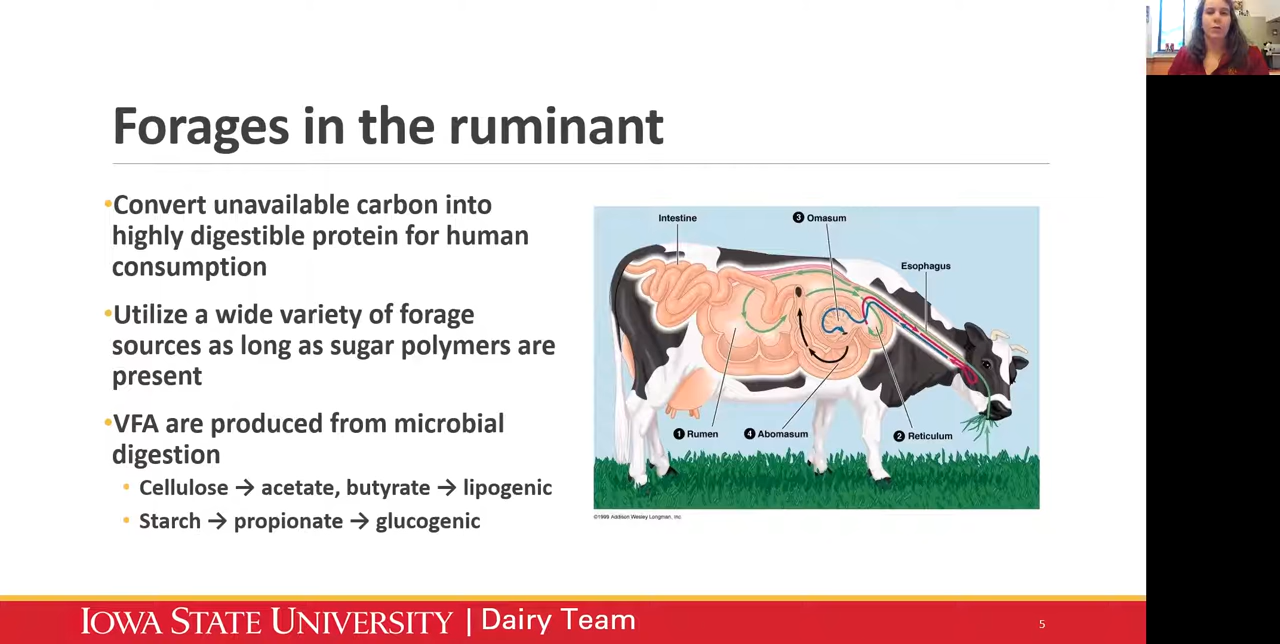 Forages in the ruminant
•Convert unavailable carbon into
highly digestible protein for human
consumption
•Utilize a wide variety of forage
sources as long as sugar polymers are
present
•VFA are produced from microbial
digestion
• Cellulose → acetate, butyrate → lipogenic
• Starch → propionate → glucogenic
Intestine
3 Omasum
Esophagus
1 Rumen
4 Abomasum
2 Reticulum
©1999 Addison Wesley Longman, Inc.
IOWA STATE UNIVERSITY | Dairy Team
5